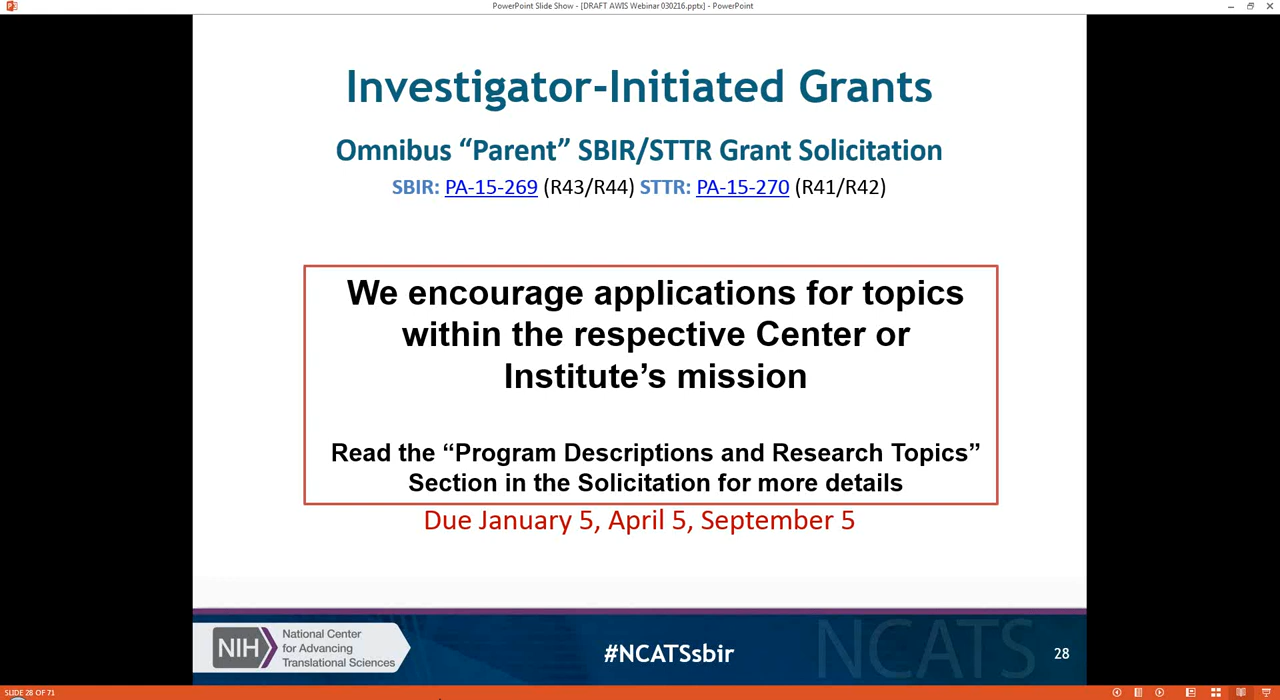 PowerPoint Slide Show - [DRAFT AWIS Webinar 030216.pptx] - PowerPoint
Investigator-Initiated Grants
Omnibus “Parent” SBIR/STTR Grant Solicitation
SBIR: PA-15-269 (R43/R44) STTR: PA-15-270 (R41/R42)
We encourage applications for topics
within the respective Center or
Institute’s mission
Read the “Program Descriptions and Research Topics”
Section in the Solicitation for more details
Due January 5, April 5, September 5
NIH
National Center
for Advancing
Translational Sciences
#NCATSsbir
NCATS
28
SLIDE 28 OF 71